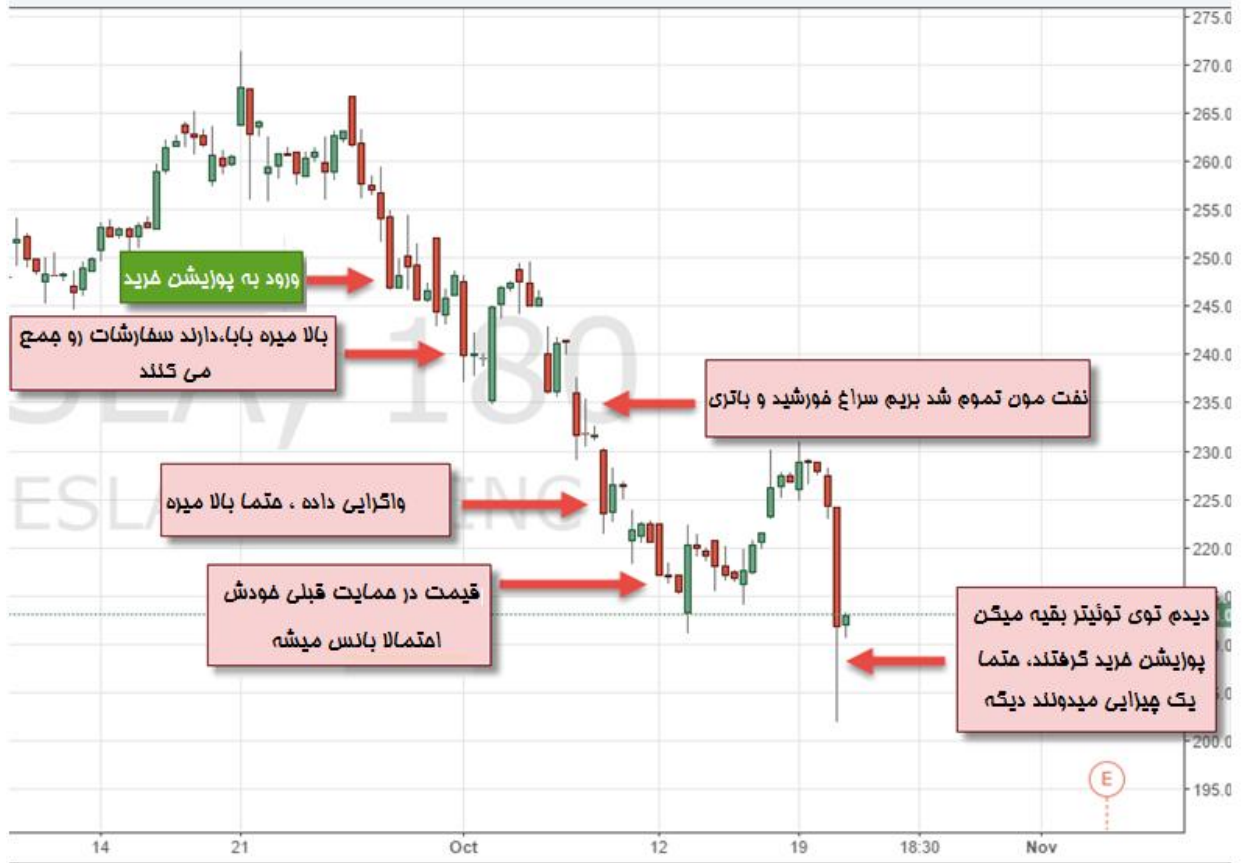 275.0
270.0
265.0
260.0
255.0
250.0
245.0
240.0
235.0
230.0
225.0
220.0
200.0
195.0
ورود به پوزیشن خرید
بالا میره بابا،دارند سفارشات رو جمع
می کنند
نفت مون تموم شد بریم سراغ خورشید و باتری
واگرایی داده ، حتما بالا میره
قیمت در حمایت قبلی خودش
احتمالا بانس میشه
دیدم توی توئیتر بقیه میگن
پوزیشن خرید گرفتند، حتما
یک چیزایی میدونند دیگه
SLA, 180
ESLA
ING
E
14 21 Oct 12 19 18:30 Nov